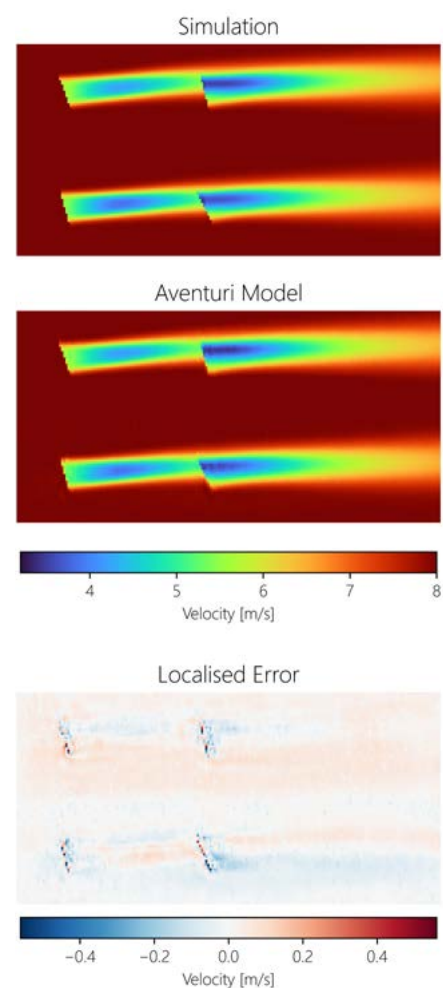 Simulation
Aventuri Model
4 5 6 7 8
Velocity [m/s]
Localised Error
−0.4 −0.2 0.0 0.2 0.4
Velocity [m/s]